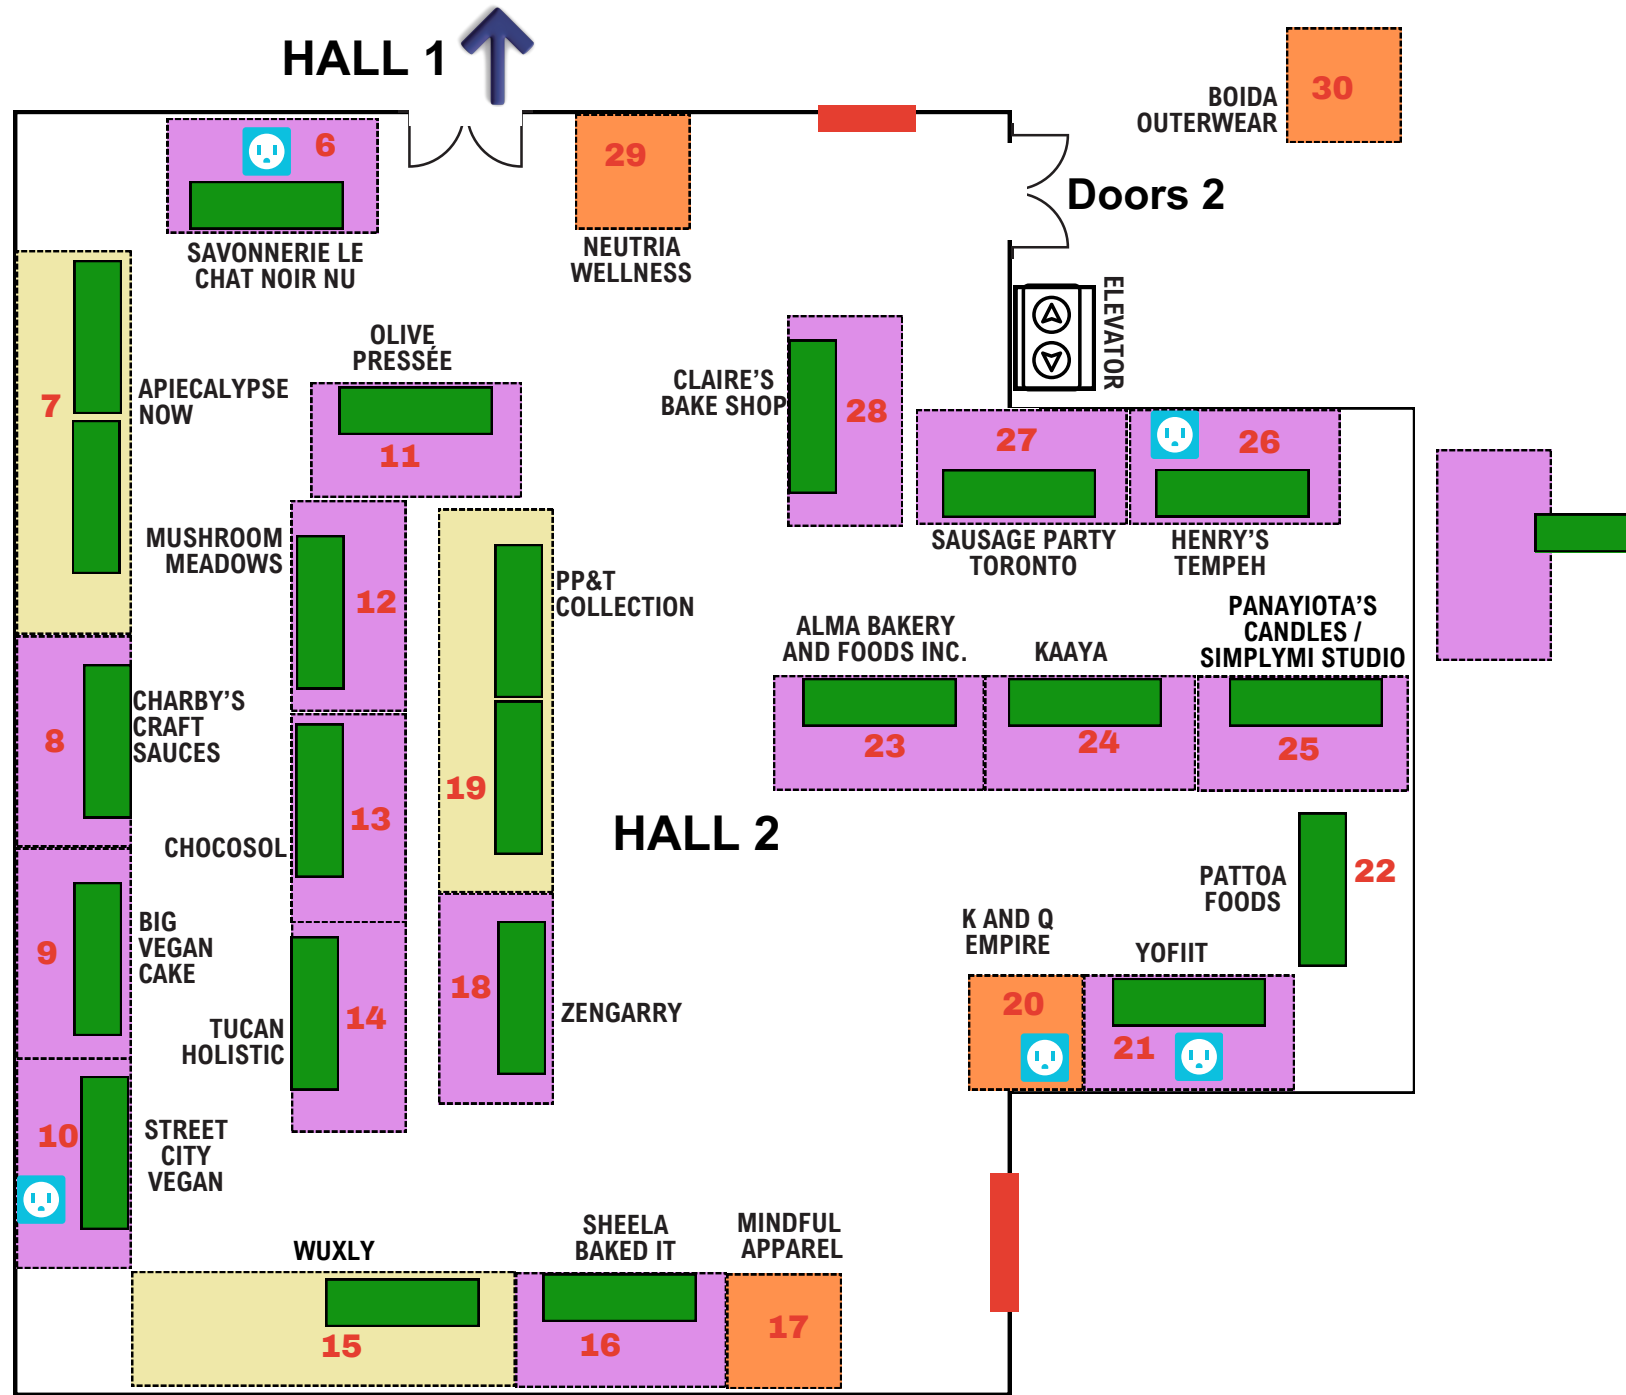 HALL 1
30
BOIDA
OUTERWEAR
6
29
Doors 2
SAVONNERIE LE
CHAT NOIR NU
NEUTRIA
WELLNESS
ELEVATOR
OLIVE
PRESSÉE
7
APIECALYPSE
NOW
11
CLAIRE'S
BAKE SHOP
28
27
26
MUSHROOM
MEADOWS
12
PP&T
COLLECTION
SAUSAGE PARTY
TORONTO
HENRY'S
TEMPEH
ALMA BAKERY
AND FOODS INC.
KAAYA
PANAYIOTA'S
CANDLES /
SIMPLYMI STUDIO
8
CHARBY'S
CRAFT
SAUCES
23
24
25
19
13
CHOCOSOL
HALL 2
PATTOA
FOODS
22
9
BIG
VEGAN
CAKE
K AND Q
EMPIRE
YOFIIT
TUCAN
HOLISTIC
14
18
ZENGARRY
20
21
10
STREET
CITY
VEGAN
WUXLY
SHEELA
BAKED IT
MINDFUL
APPAREL
15
16
17